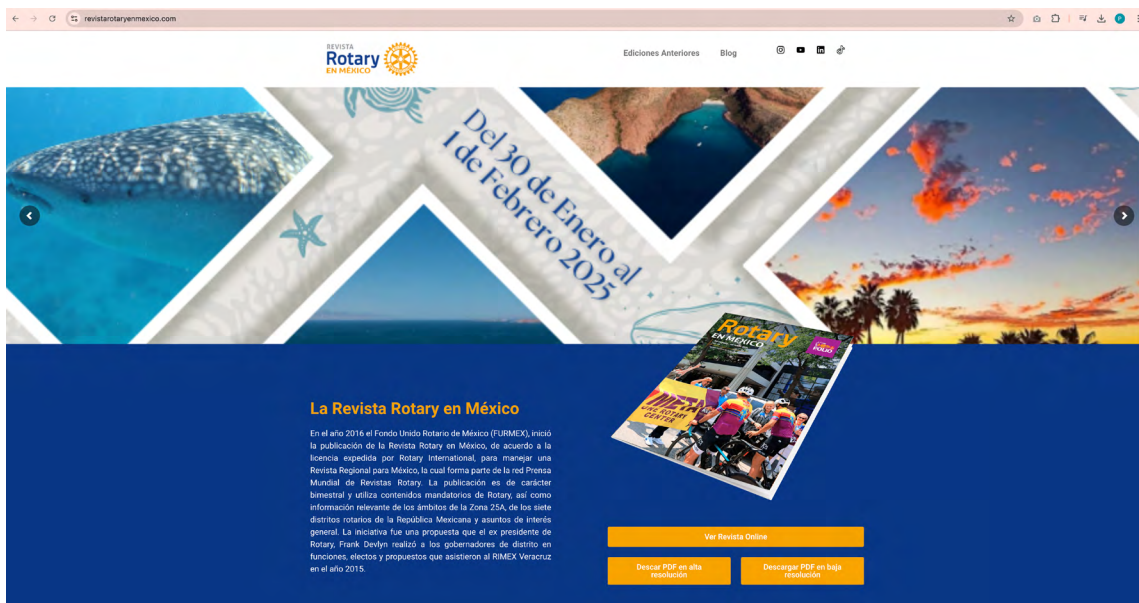 revistarotaryenmexico.com
REVISTA
Rotary
EN MÉXICO
Ediciones Anteriores Blog
Del 30 de Enero al
1 de Febrero 2025
Rotary
EN MÉXICO
POLIO
META
ROTARY
CENTER
La Revista Rotary en México
En el año 2016 el Fondo Unido Rotario de México (FURMEX), inició
la publicación de la Revista Rotary en México, de acuerdo a la
licencia expedida por Rotary International, para manejar una
Revista Regional para México, la cual forma parte de la red Prensa
Mundial de Revistas Rotary. La publicación es de carácter
bimestral y utiliza contenidos mandatorios de Rotary, así como
información relevante de los ámbitos de la Zona 25A, de los siete
distritos rotarios de la República Mexicana y asuntos de interés
general. La iniciativa fue una propuesta que el ex presidente de
Rotary, Frank Devlyn realizó a los gobernadores de distrito en
funciones, electos y propuestos que asistieron al RIMEX Veracruz
en el año 2015.
Ver Revista Online
Descar PDF en alta
resolución
Descargar PDF en baja
resolución